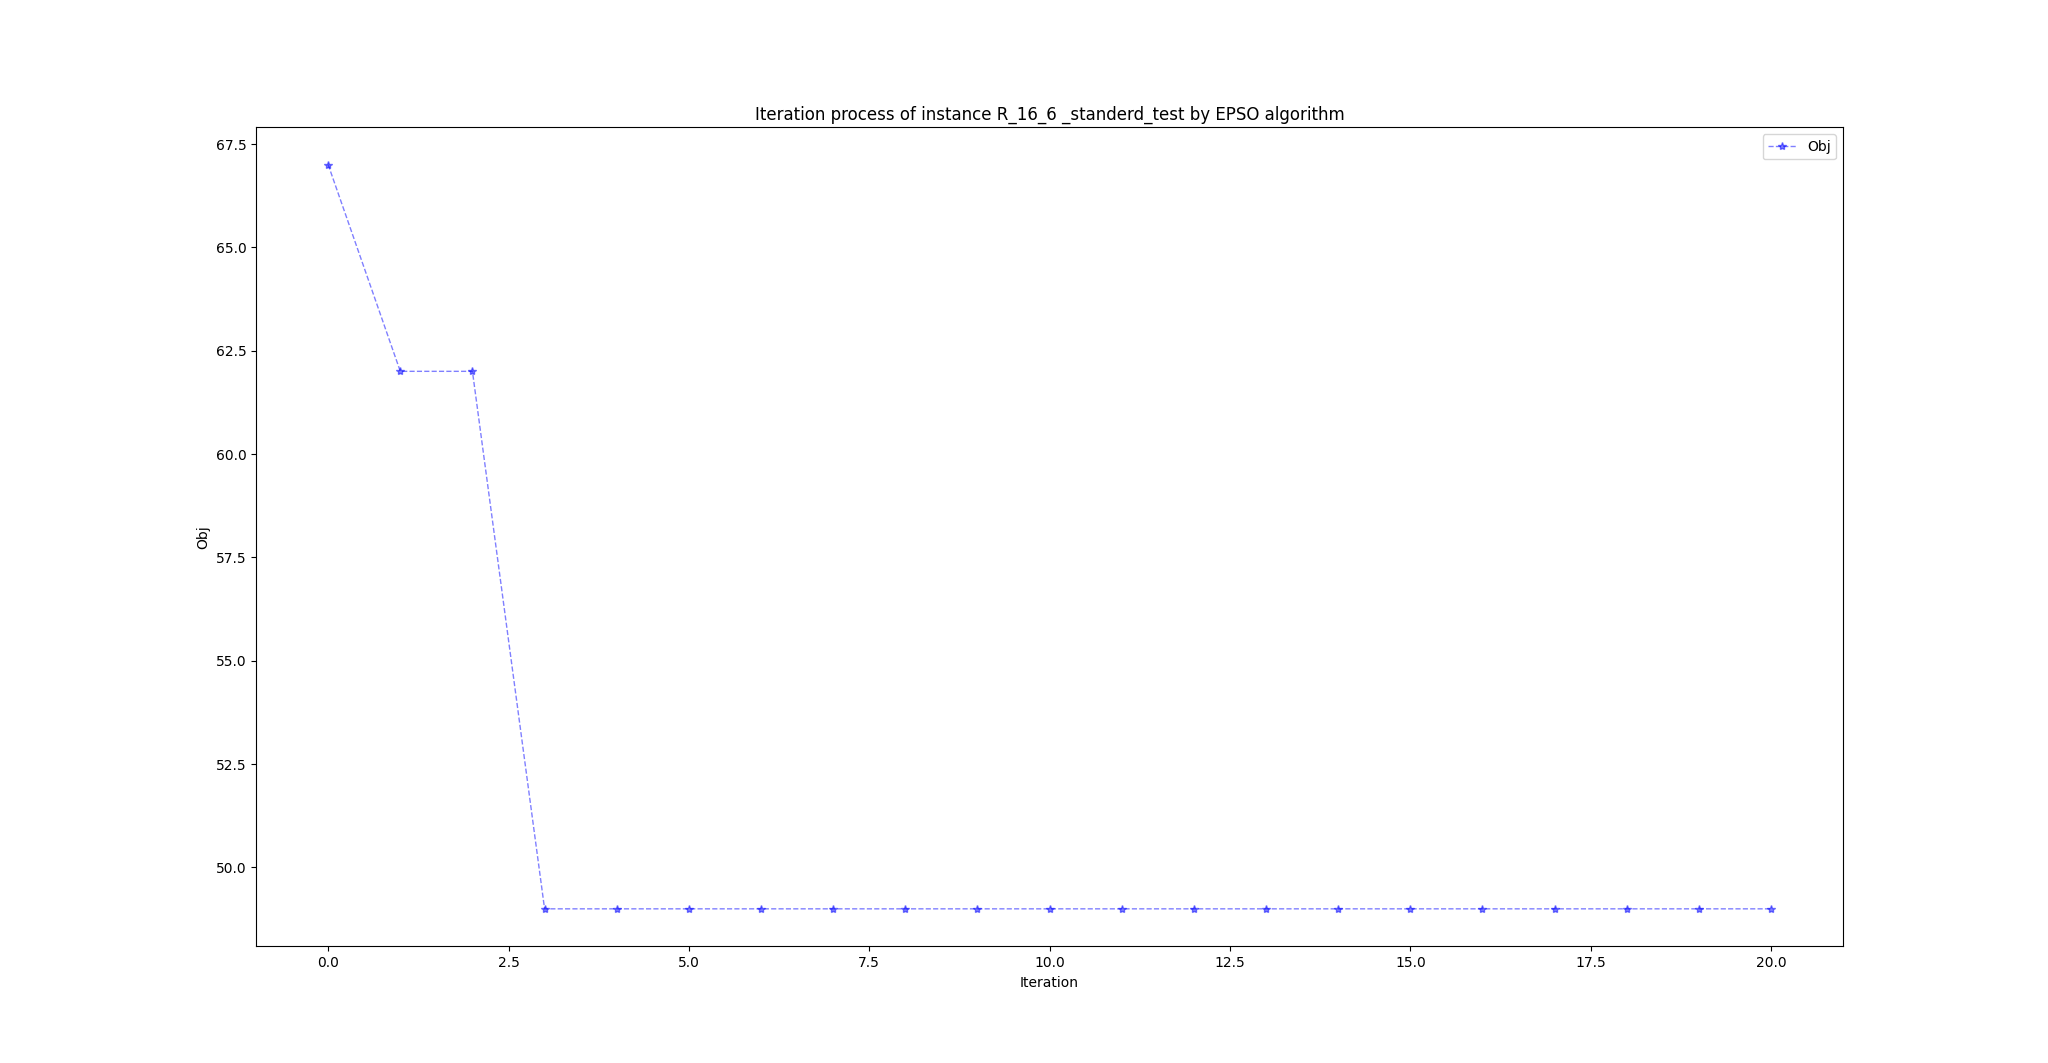 Iteration process of instance R_16_6 _standerd_test by EPSO algorithm
Obj
67.5
65.0
62.5
60.0
57.5
55.0
52.5
50.0
Obj
0.0 2.5 5.0 7.5 10.0 12.5 15.0 17.5 20.0
Iteration